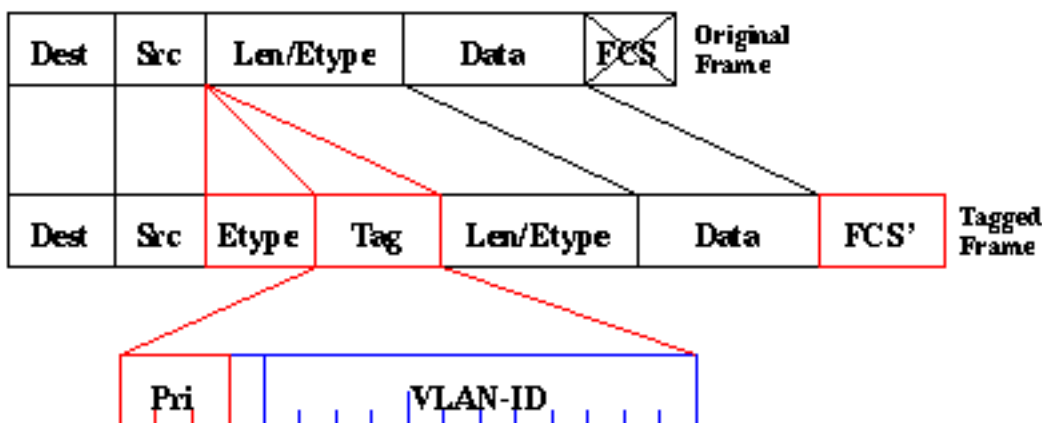 Dest Src Len/Etype Data FCS Original
Frame
Dest Src Etype Tag Len/Etype Data FCS’ Tagged
Frame
Pri VLAN-ID